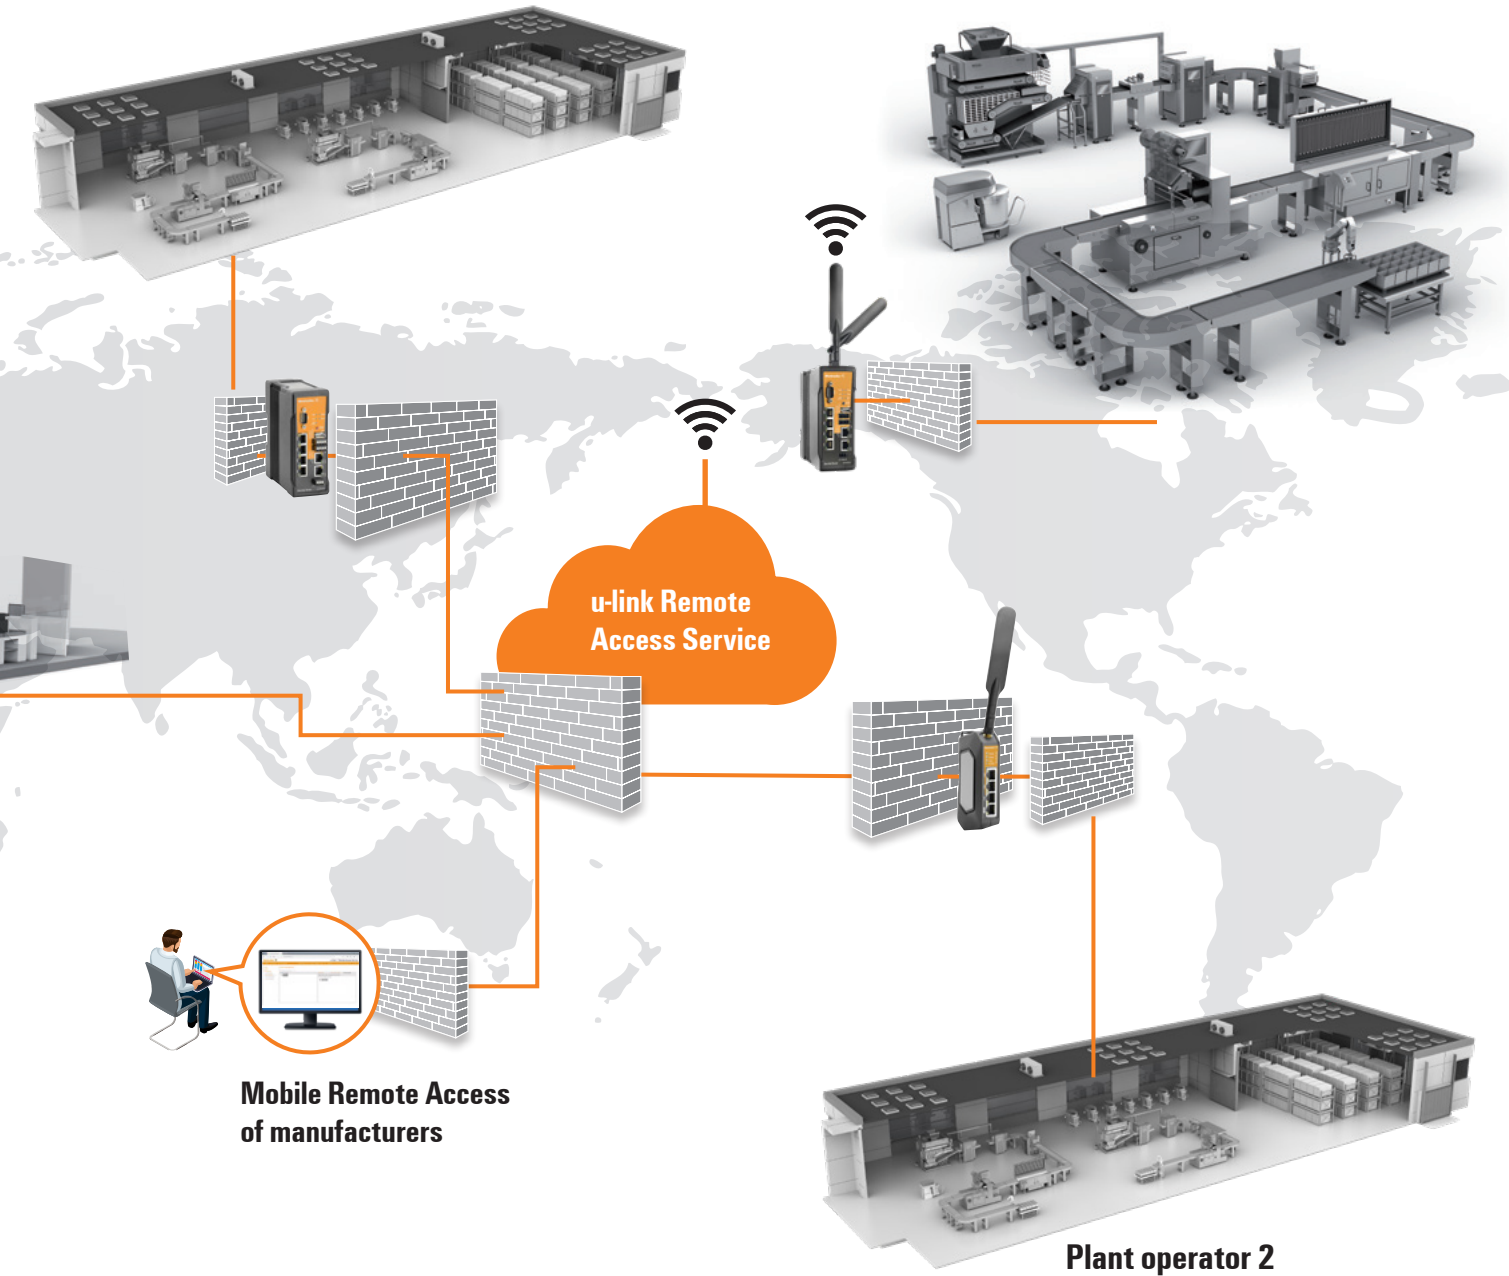 u-link Remote
Access Service
Mobile Remote Access
of manufacturers
Plant operator 2